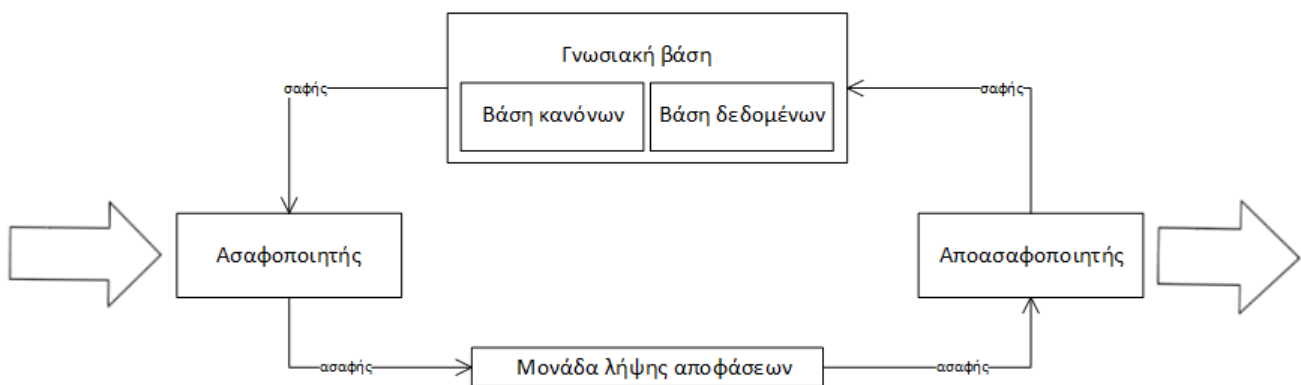 Γνωσιακή βάση
σαφής
σαφής
Βάση κανόνων
Βάση δεδομένων
Ασαφοποιητής
Αποασαφοποιητής
ασαφής
Μονάδα λήψης αποφάσεων
ασαφής